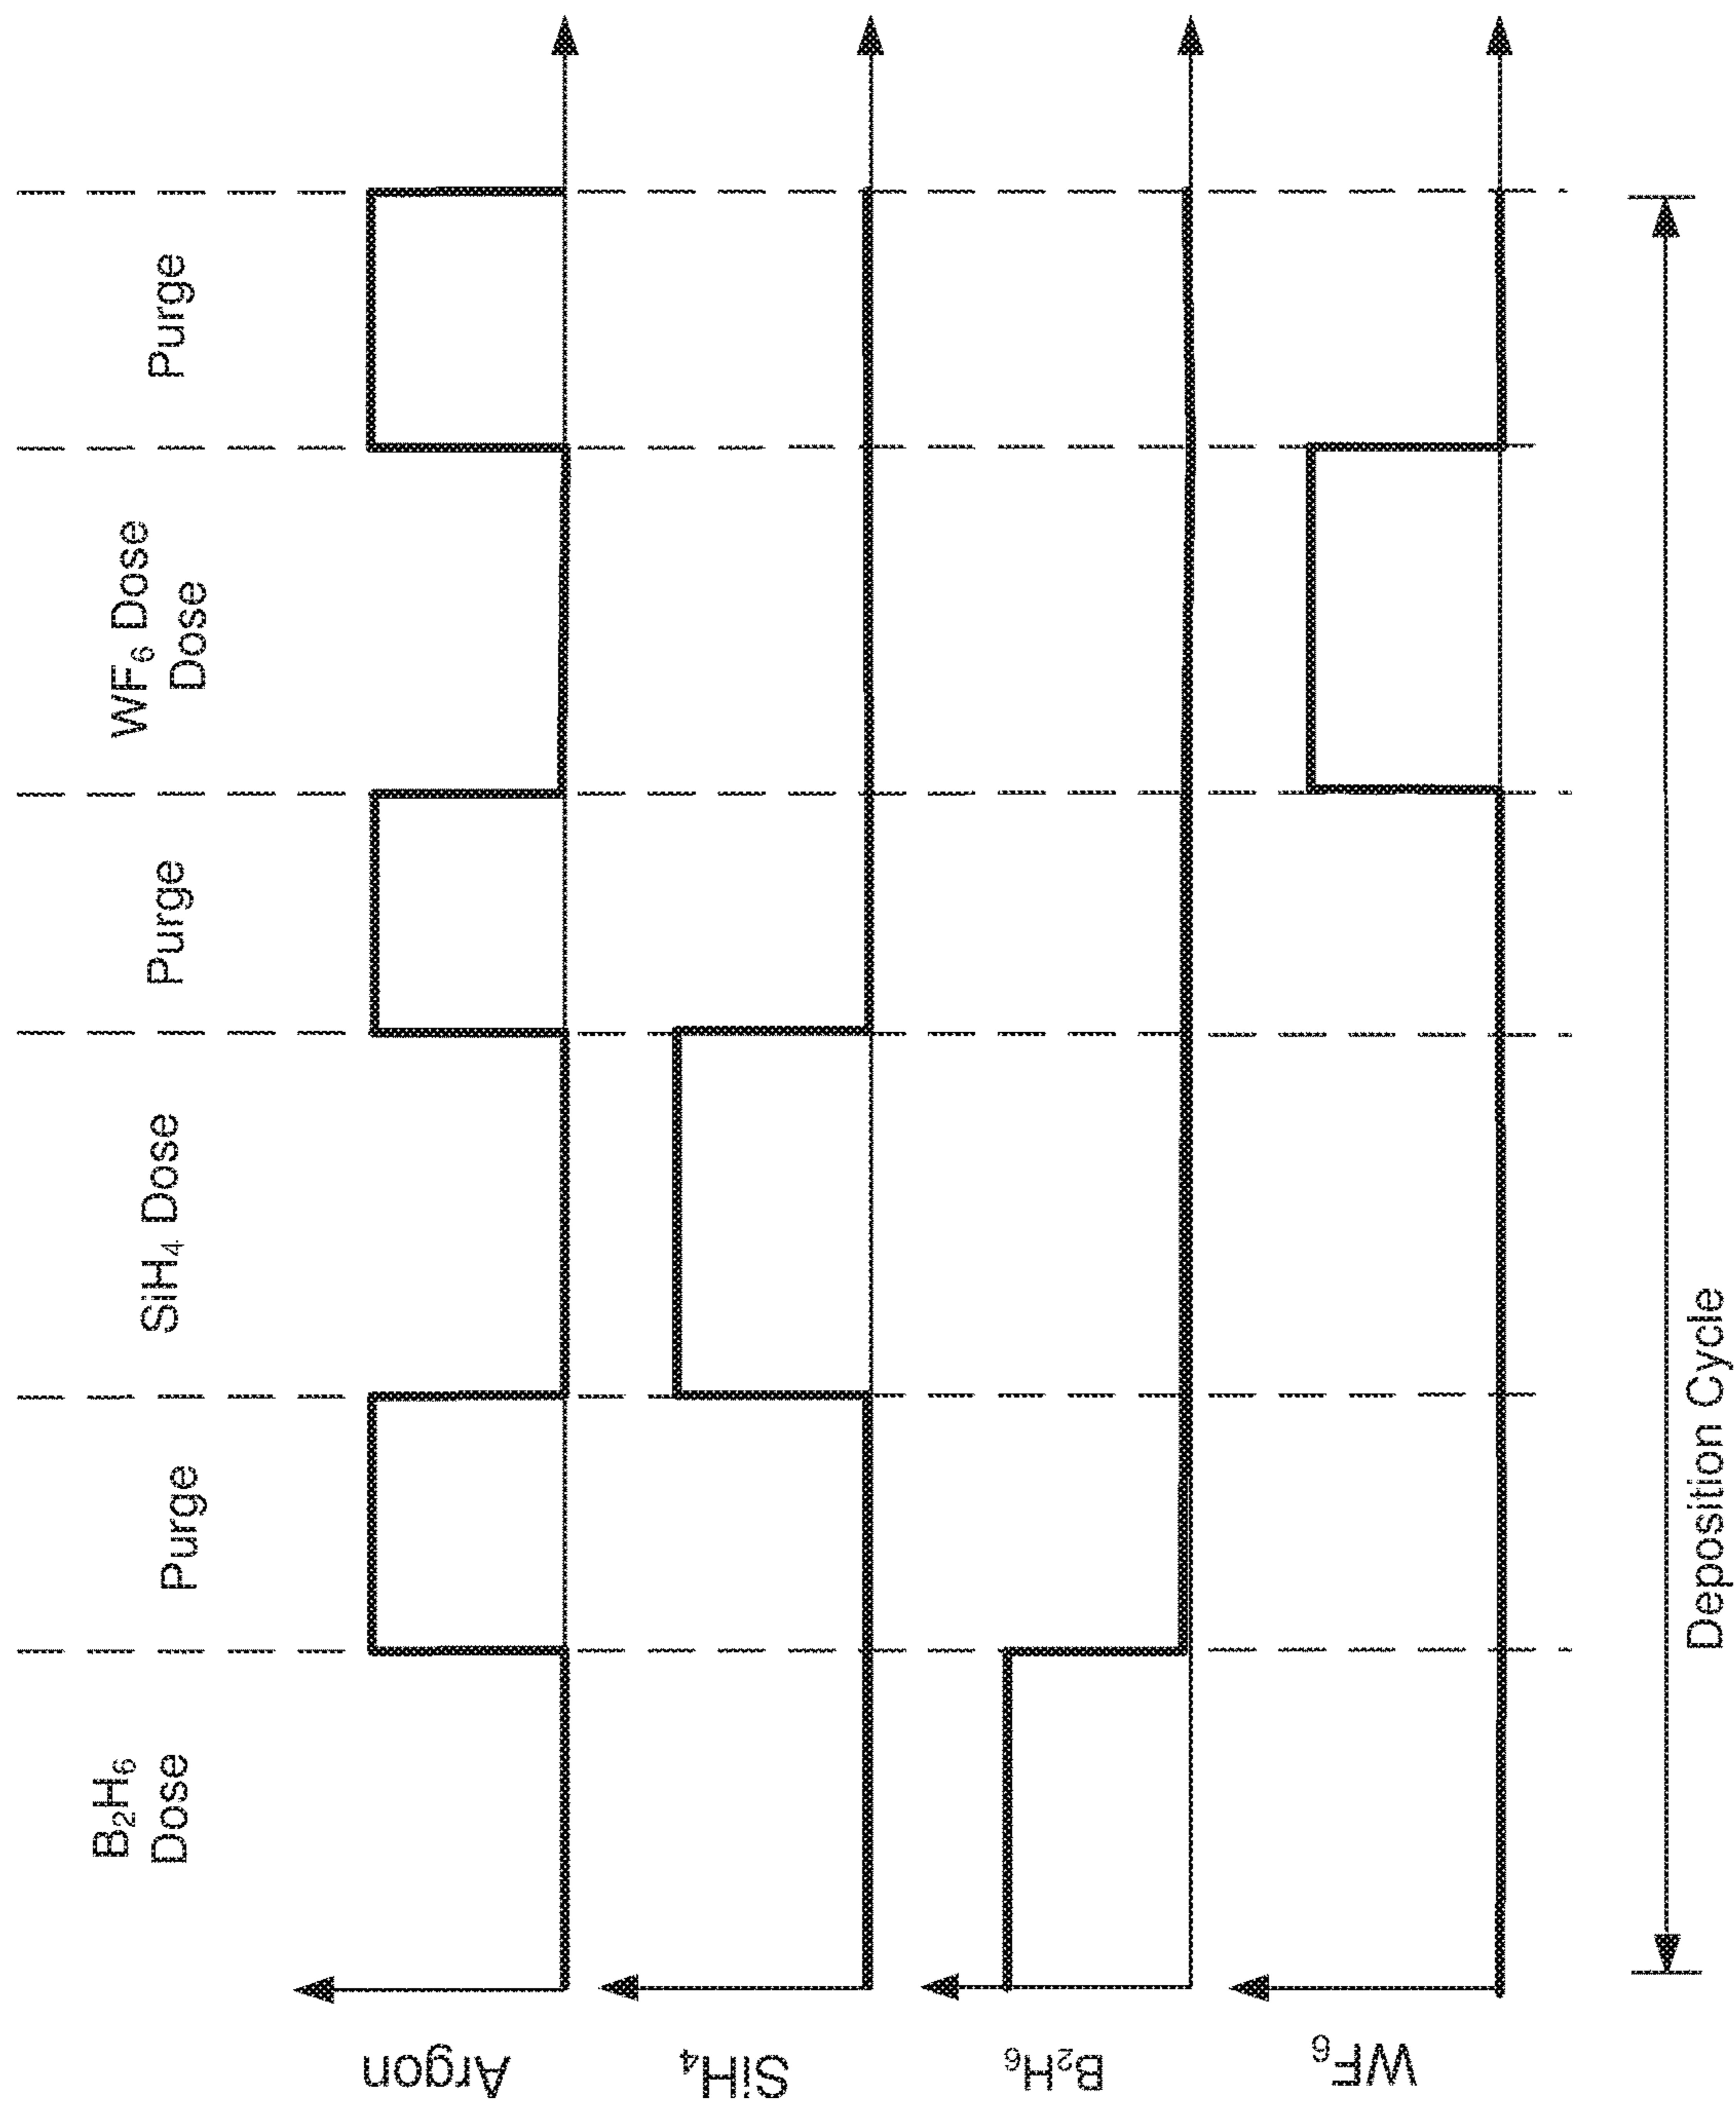 B₂H₆
Dose
Purge
SiH₄ Dose
Purge
WF₆ Dose
Dose
Purge
Argon
SiH₄
B₂H₆
WF₆
Deposition Cycle